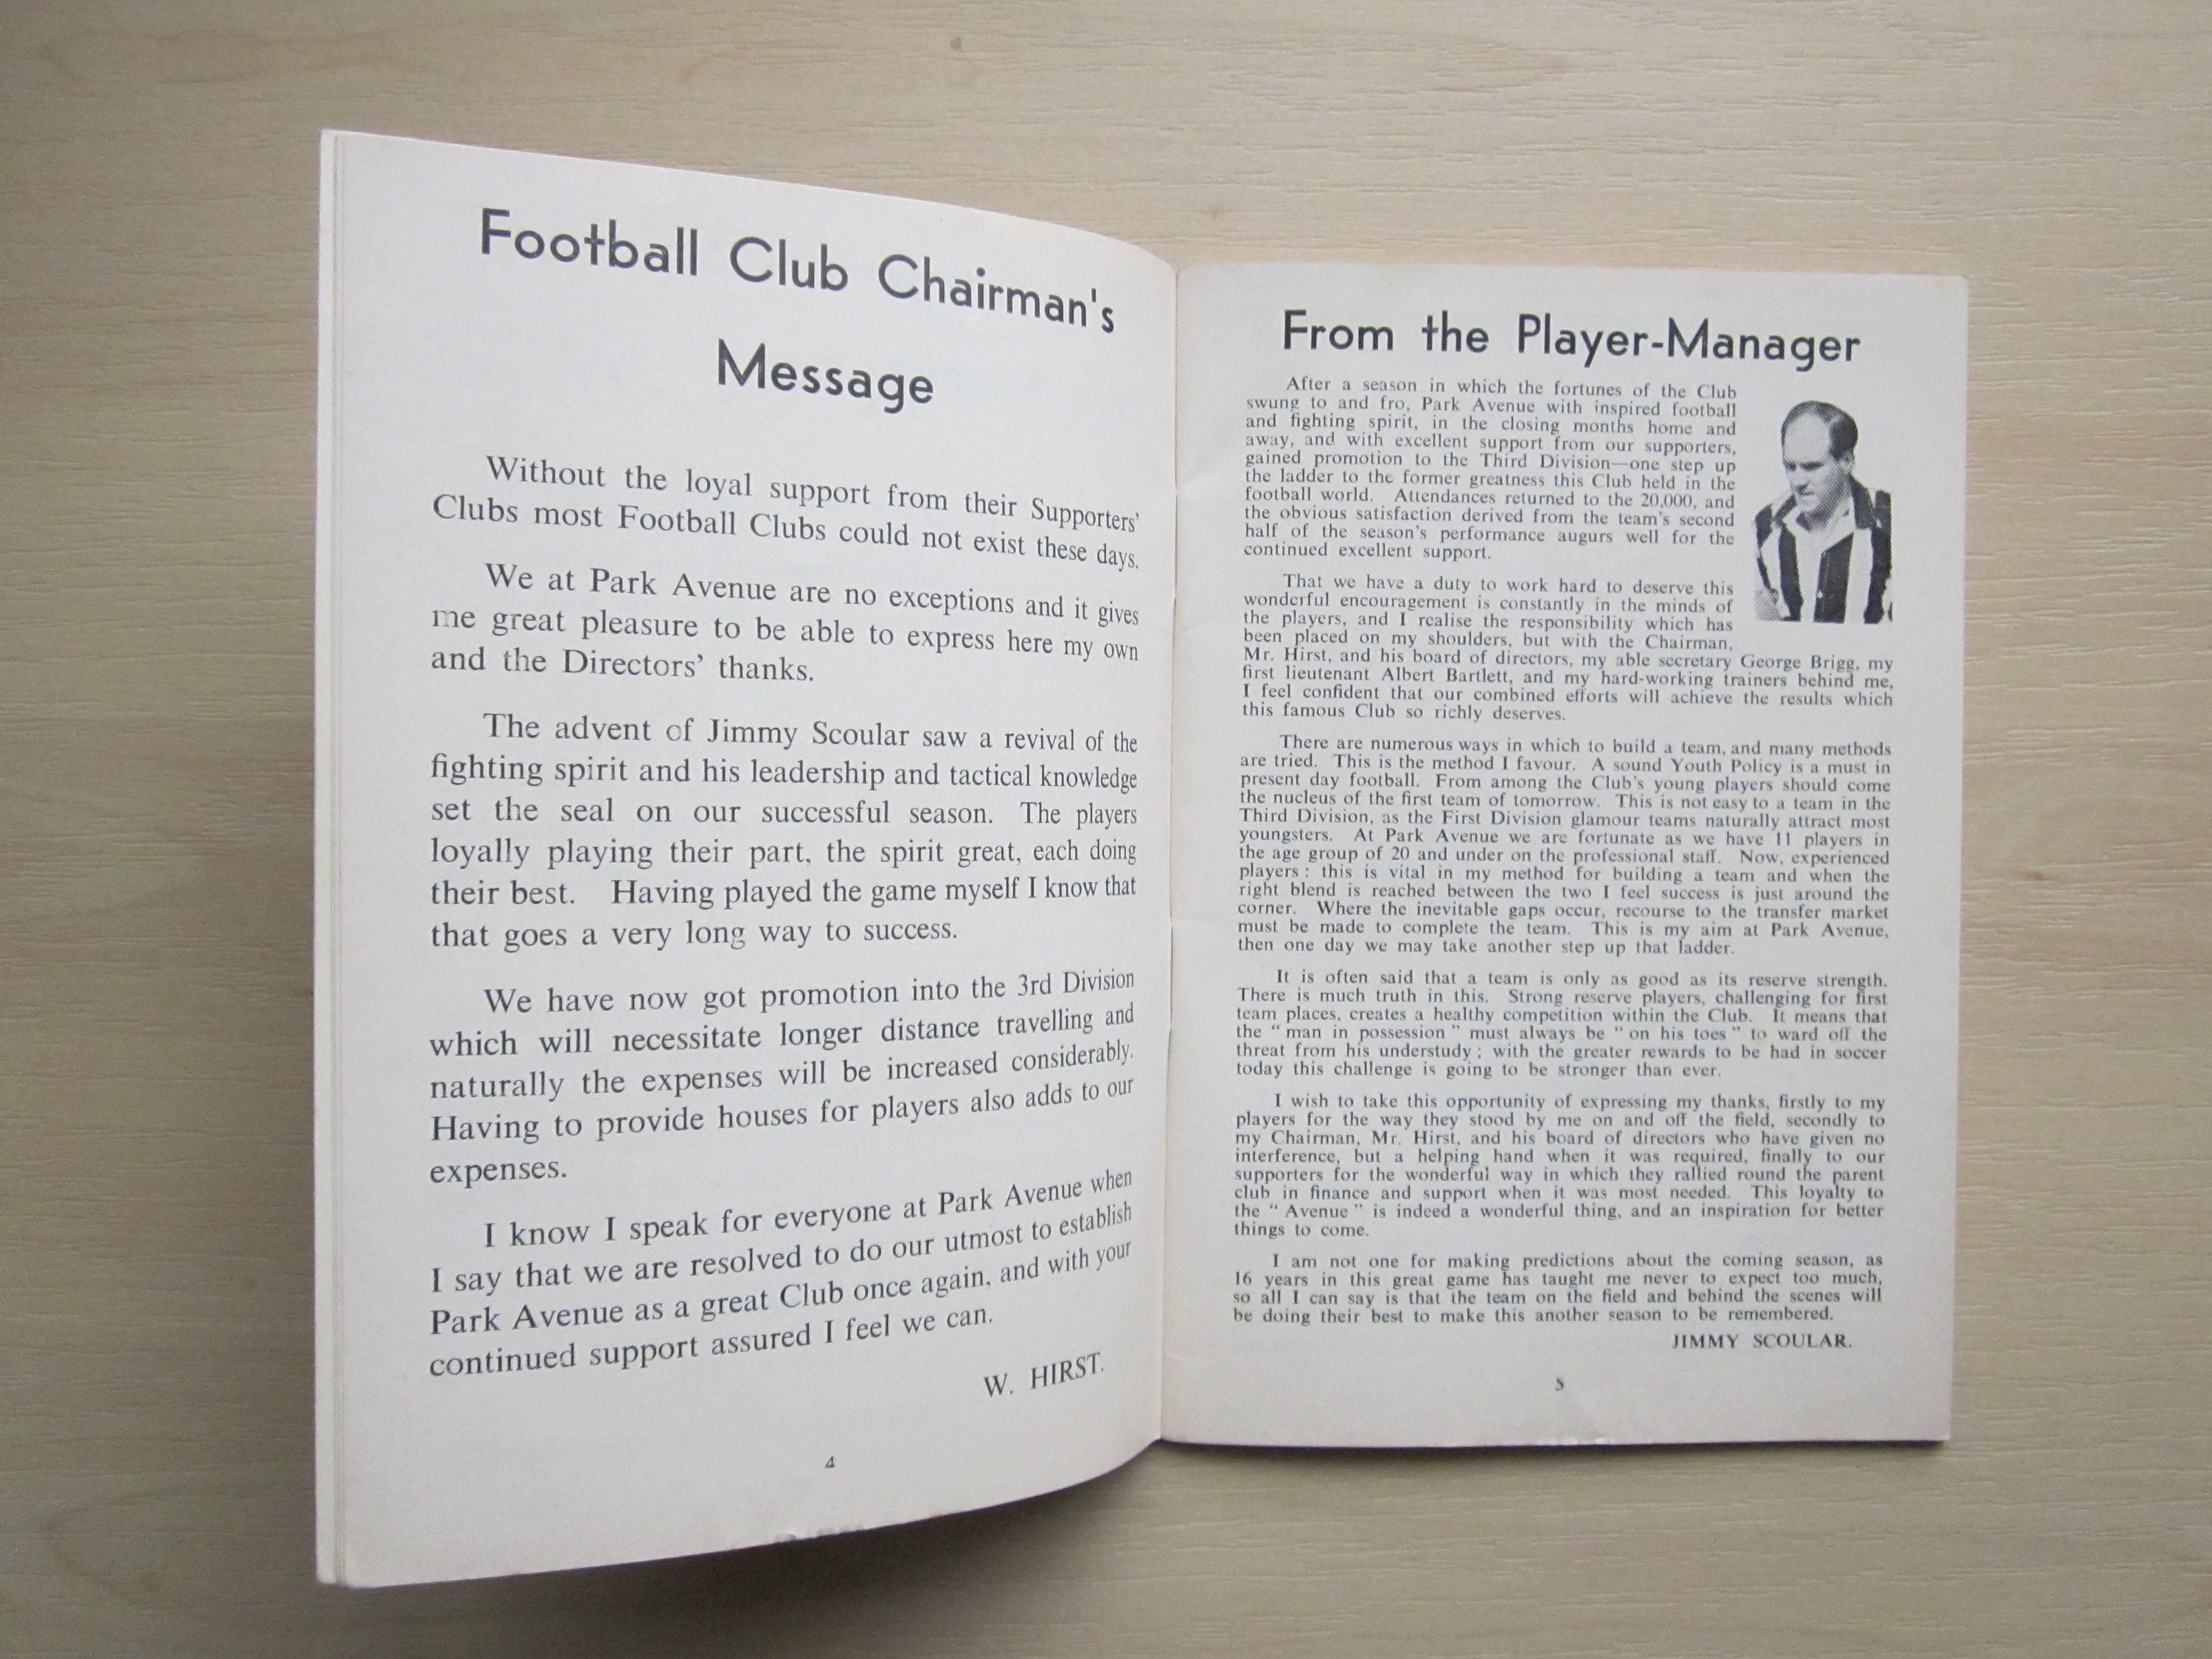 Football Club Chairman's
Message
Without the loyal support from their Supporters'
Clubs most Football Clubs could not exist these days.
We at Park Avenue are no exceptions and it gives
me great pleasure to be able to express here my own
and the Directors' thanks.
The advent of Jimmy Scoular saw a revival of the
fighting spirit and his leadership and tactical knowledge
set the seal on our successful season. The players
loyally playing their part, the spirit great, each doing
their best. Having played the game myself I know that
that goes a very long way to success.
We have now got promotion into the 3rd Division
which will necessitate longer distance travelling and
naturally the expenses will be increased considerably.
Having to provide houses for players also adds to our
expenses.
I know I speak for everyone at Park Avenue when
I say that we are resolved to do our utmost to establish
Park Avenue as a great Club once again, and with your
continued support assured I feel we can.
W. HIRST.
4
From the Player-Manager
After a season in which the fortunes of the Club
swung to and fro, Park Avenue with inspired football
and fighting spirit, in the closing months home and
away, and with excellent support from our supporters,
gained promotion to the Third Division—one step up
the ladder to the former greatness this Club held in the
football world. Attendances returned to the 20,000, and
the obvious satisfaction derived from the team's second
half of the season's performance augurs well for the
continued excellent support.
That we have a duty to work hard to deserve this
wonderful encouragement is constantly in the minds of
the players, and I realise the responsibility which has
been placed on my shoulders, but with the Chairman,
Mr. Hirst, and his board of directors, my able secretary George Brigg, my
first lieutenant Albert Bartlett, and my hard-working trainers behind me,
I feel confident that our combined efforts will achieve the results which
this famous Club so richly deserves.
There are numerous ways in which to build a team, and many methods
are tried. This is the method I favour. A sound Youth Policy is a must in
present day football. From among the Club's young players should come
the nucleus of the first team of tomorrow. This is not easy to a team in the
Third Division, as the First Division glamour teams naturally attract most
youngsters. At Park Avenue we are fortunate as we have 11 players in
the age group of 20 and under on the professional staff. Now, experienced
players : this is vital in my method for building a team and when the
right blend is reached between the two I feel success is just around the
corner. Where the inevitable gaps occur, recourse to the transfer market
must be made to complete the team. This is my aim at Park Avenue,
then one day we may take another step up that ladder.
It is often said that a team is only as good as its reserve strength.
There is much truth in this. Strong reserve players, challenging for first
team places, creates a healthy competition within the Club. It means that
the " man in possession " must always be " on his toes " to ward off the
threat from his understudy ; with the greater rewards to be had in soccer
today this challenge is going to be stronger than ever.
I wish to take this opportunity of expressing my thanks, firstly to my
players for the way they stood by me on and off the field, secondly to
my Chairman, Mr. Hirst, and his board of directors who have given no
interference, but a helping hand when it was required, finally to our
supporters for the wonderful way in which they rallied round the parent
club in finance and support when it was most needed. This loyalty to
the " Avenue " is indeed a wonderful thing, and an inspiration for better
things to come.
I am not one for making predictions about the coming season, as
16 years in this great game has taught me never to expect too much,
so all I can say is that the team on the field and behind the scenes will
be doing their best to make this another season to be remembered.
JIMMY SCOULAR.
5